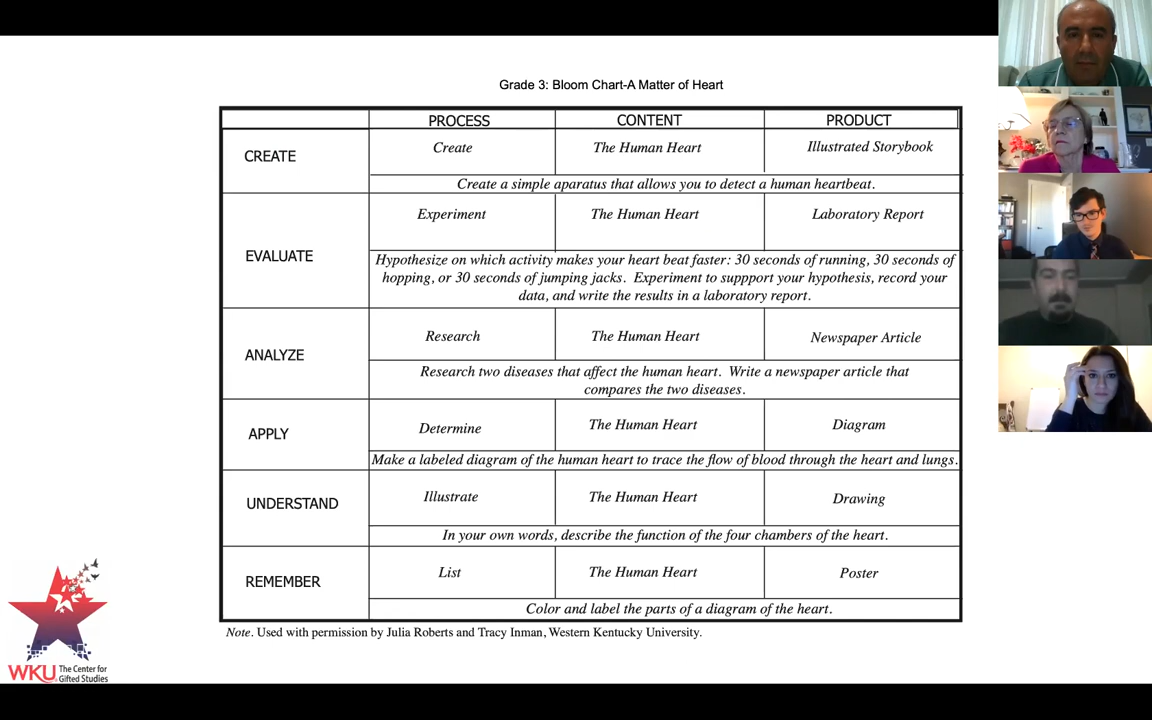 Grade 3: Bloom Chart-A Matter of Heart
PROCESS CONTENT PRODUCT
CREATE
Create The Human Heart Illustrated Storybook
Create a simple apparatus that allows you to detect a human heartbeat.
EVALUATE
Experiment The Human Heart Laboratory Report
Hypothesize on which activity makes your heart beat faster: 30 seconds of running, 30 seconds of
hopping, or 30 seconds of jumping jacks. Experiment to suppport your hypothesis, record your
data, and write the results in a laboratory report.
ANALYZE
Research The Human Heart Newspaper Article
Research two diseases that affect the human heart. Write a newspaper article that
compares the two diseases.
APPLY
Determine The Human Heart Diagram
Make a labeled diagram of the human heart to trace the flow of blood through the heart and lungs.
UNDERSTAND
Illustrate The Human Heart Drawing
In your own words, describe the function of the four chambers of the heart.
REMEMBER
List The Human Heart Poster
Color and label the parts of a diagram of the heart.
Note. Used with permission by Julia Roberts and Tracy Inman, Western Kentucky University.
WKU The Center for
Gifted Studies